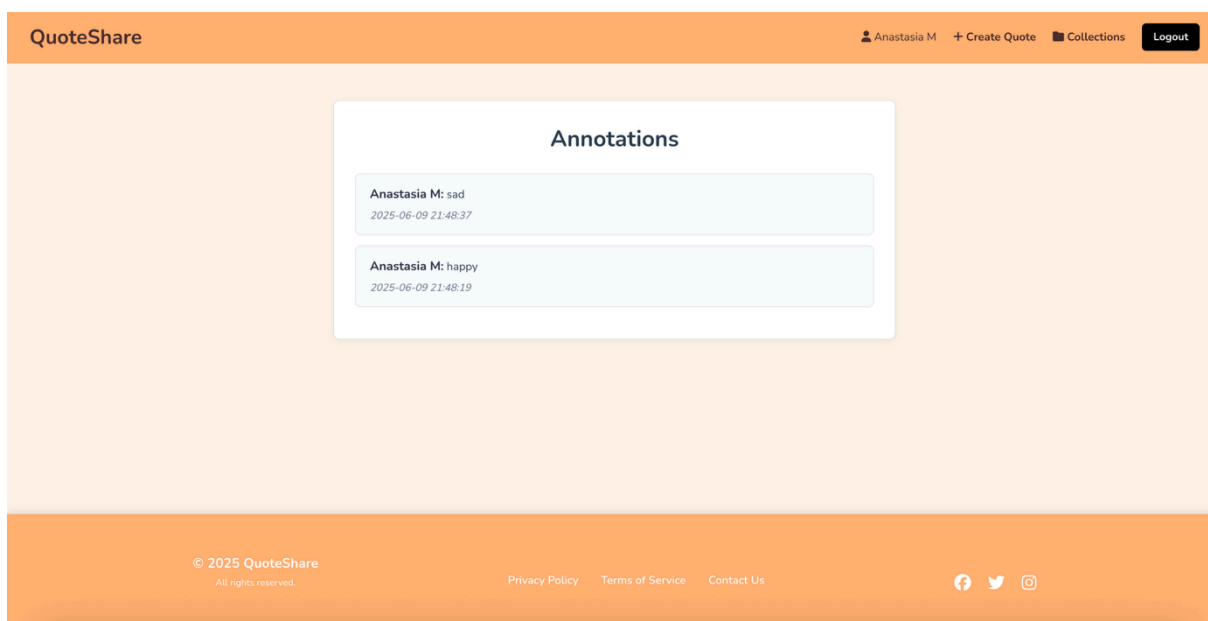 QuoteShare
Anastasia M + Create Quote Collections Logout
Annotations
Anastasia M: sad
2025-06-09 21:48:37
Anastasia M: happy
2025-06-09 21:48:19
© 2025 QuoteShare
All rights reserved.
Privacy Policy Terms of Service Contact Us